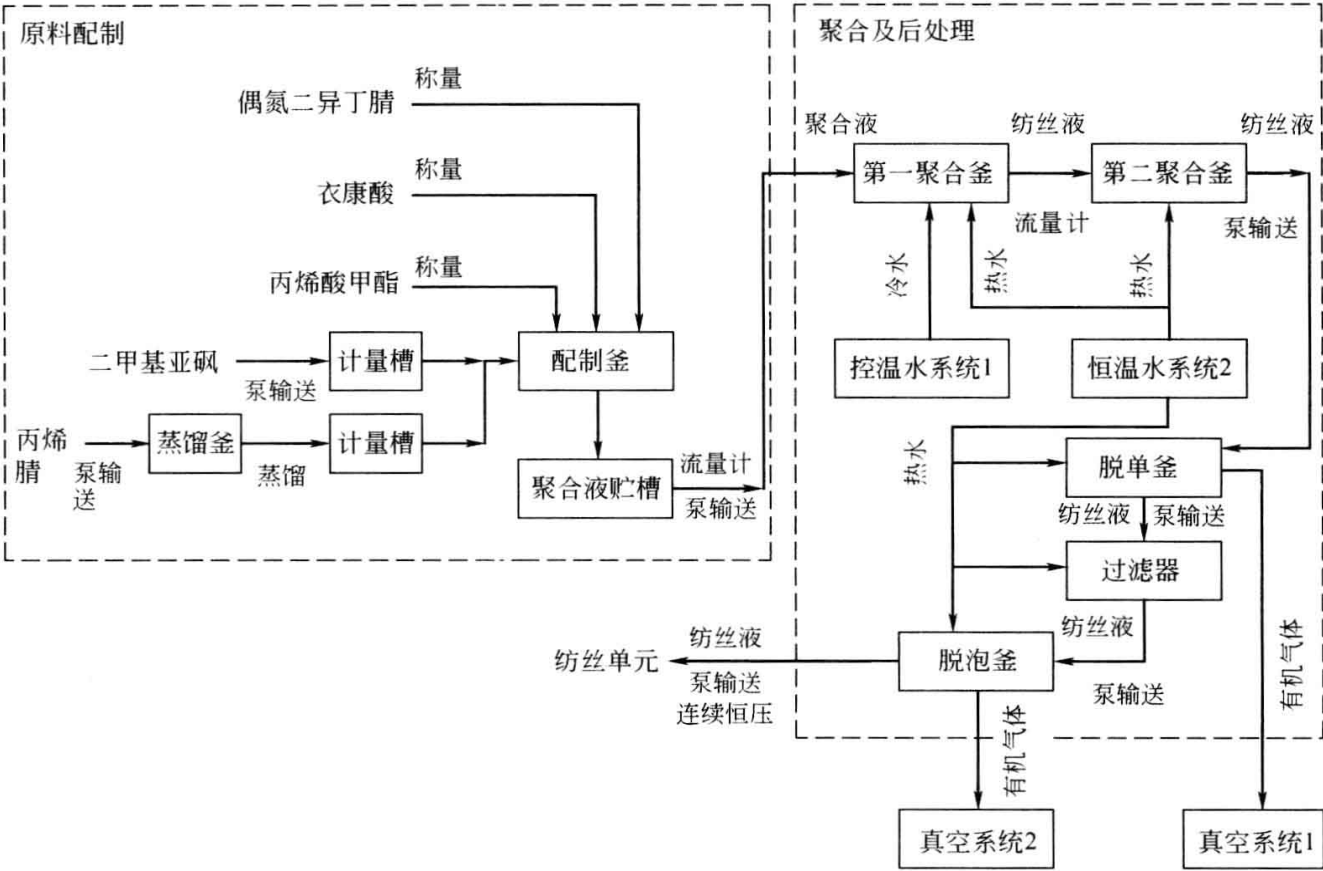 原料配制
称量
偶氮二异丁腈
称量
衣康酸
称量
丙烯酸甲酯
二甲基亚砜
泵输送
计量槽
配制釜
丙烯
腈
泵输
送
蒸馏釜
蒸馏
计量槽
聚合液贮槽
流量计
泵输送
聚合及后处理
聚合液
第一聚合釜
纺丝液
流量计
第二聚合釜
纺丝液
泵输送
冷水
热水
热水
控温水系统1
恒温水系统2
热水
脱单釜
纺丝液
泵输送
过滤器
纺丝液
泵输送
有机气体
脱泡釜
纺丝液
泵输送
连续恒压
纺丝单元
有机气体
真空系统2
真空系统1